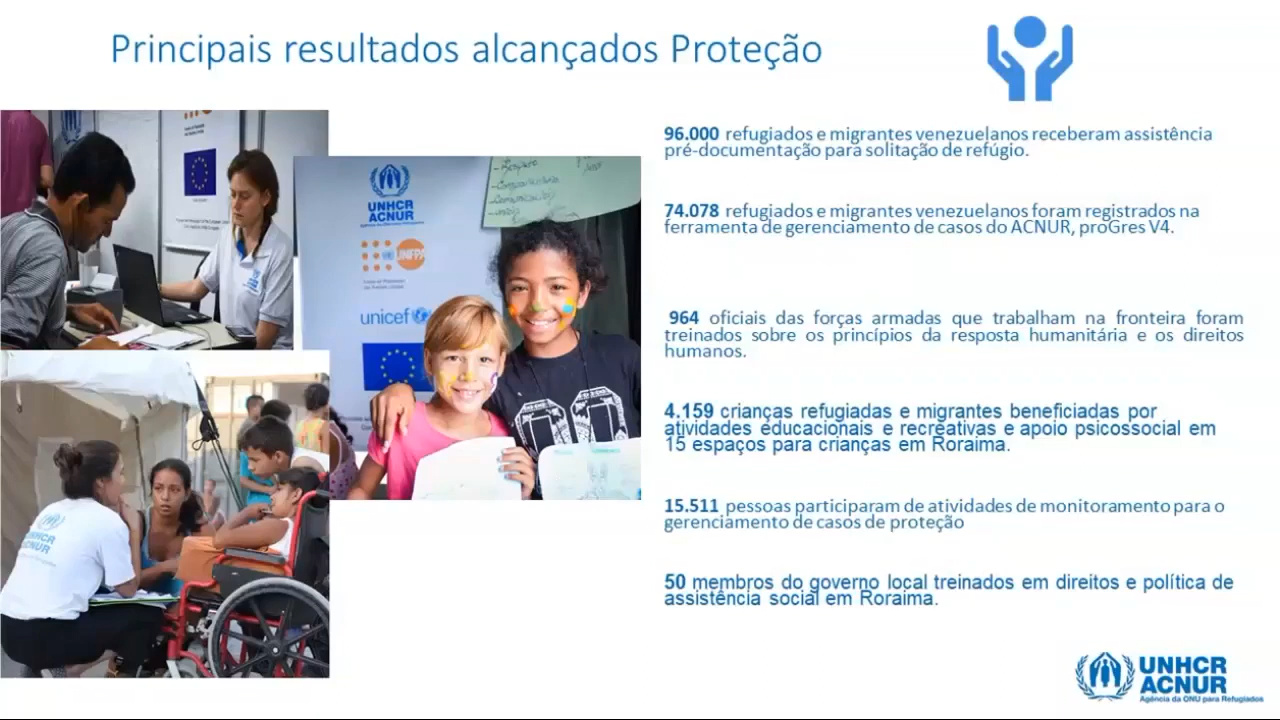 Principais resultados alcançados Proteção
96.000 refugiados e migrantes venezuelanos receberam assistência
pré-documentação para solitação de refúgio.
74.078 refugiados e migrantes venezuelanos foram registrados na
ferramenta de gerenciamento de casos do ACNUR, proGres V4.
964 oficiais das forças armadas que trabalham na fronteira foram
treinados sobre os princípios da resposta humanitária e os direitos
humanos.
4.159 crianças refugiadas e migrantes beneficiadas por
atividades educacionais e recreativas e apoio psicossocial em
15 espaços para crianças em Roraima.
15.511 pessoas participaram de atividades de monitoramento para o
gerenciamento de casos de proteção
50 membros do governo local treinados em direitos e política de
assistência social em Roraima.
UNHCR
ACNUR
UNFPA
unicef
UNHCR
ACNUR
UNHCR
ACNUR
Agência da ONU para Refugiados